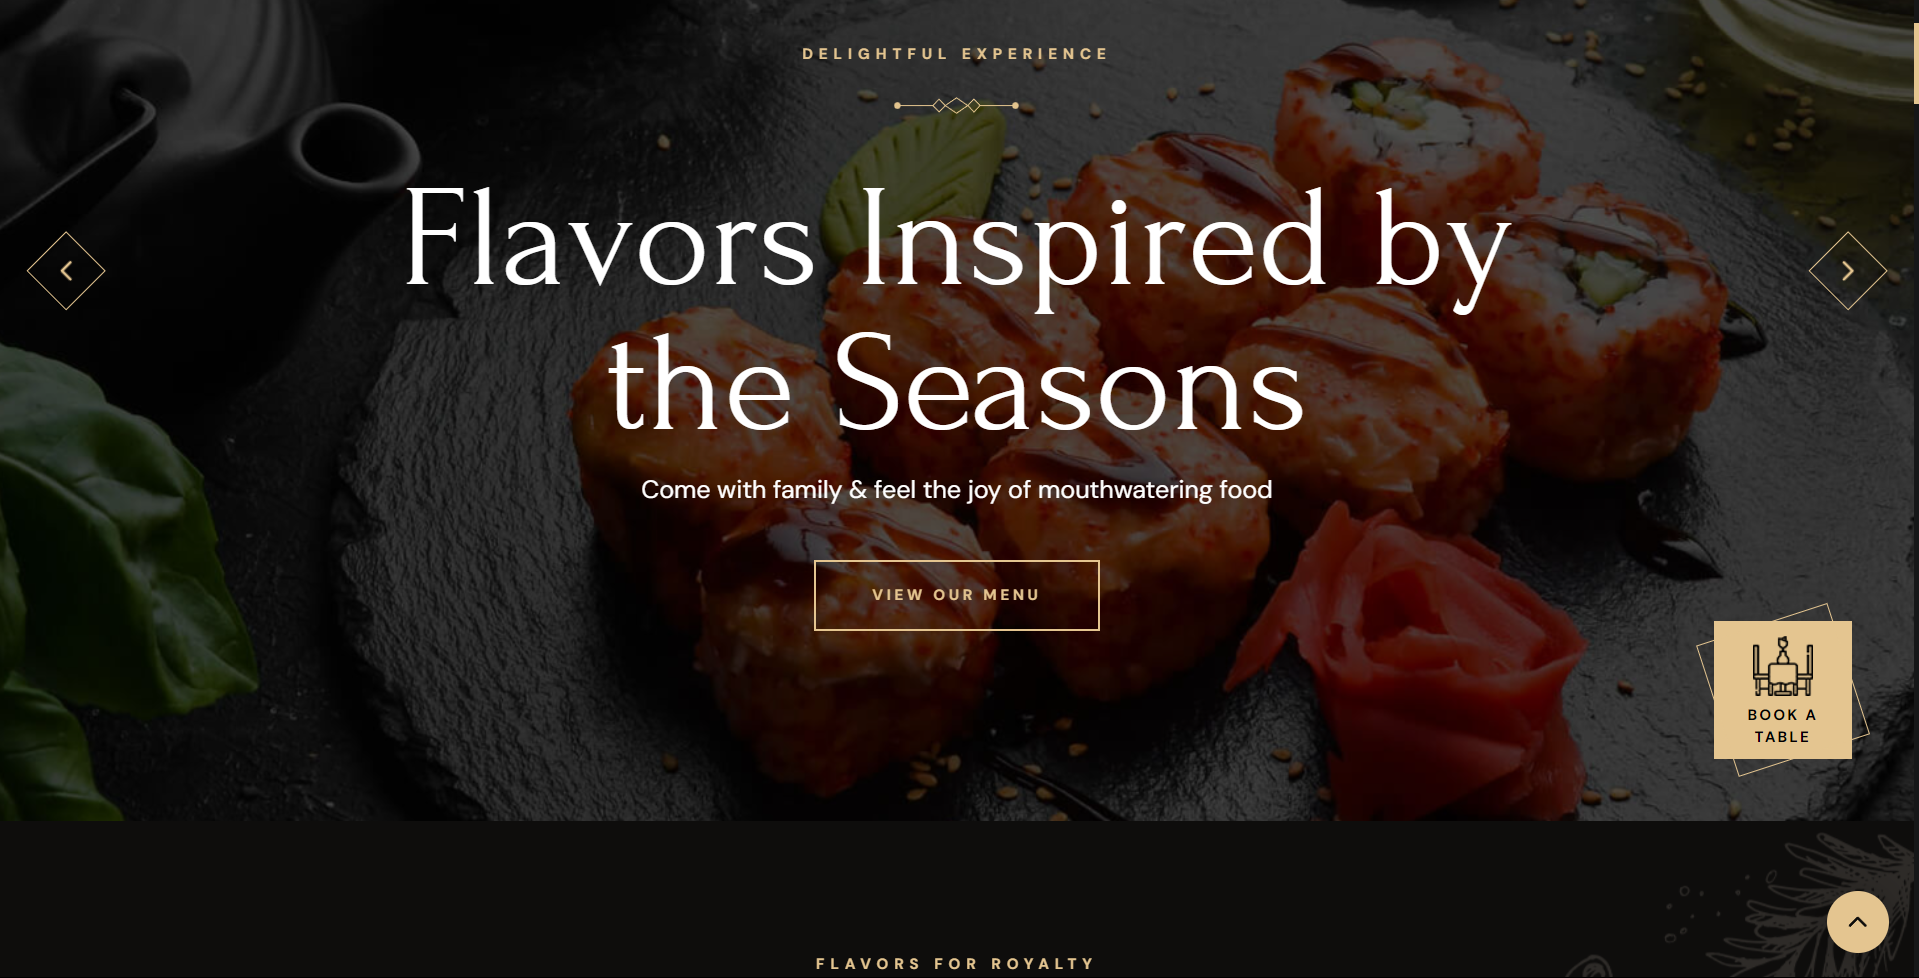 DELIGHTFUL EXPERIENCE
Flavors Inspired by
the Seasons
Come with family & feel the joy of mouthwatering food
VIEW OUR MENU
BOOK A
TABLE
FLAVORS FOR ROYALTY